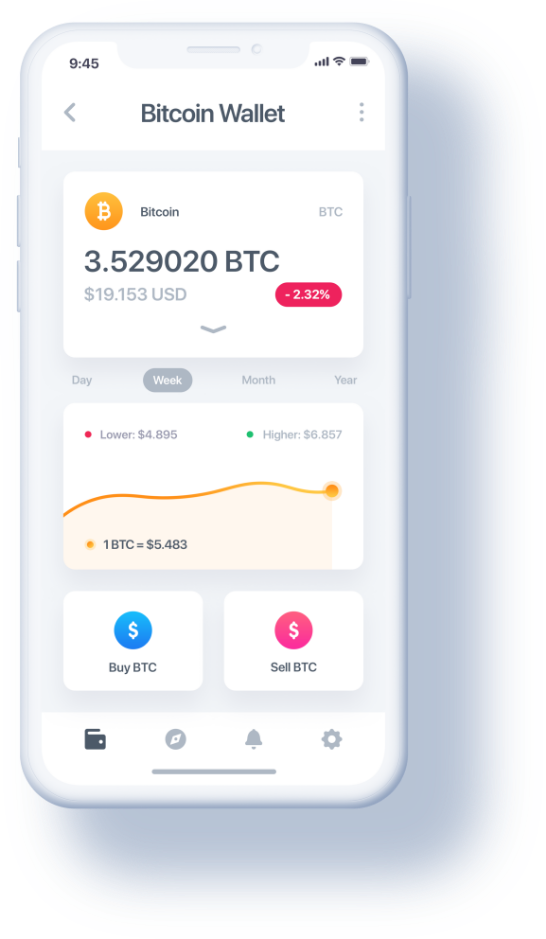 9:45
Bitcoin Wallet
Bitcoin BTC
3.529020 BTC
$19.153 USD - 2.32%
Day Week Month Year
Lower: $4.895 Higher: $6.857
1 BTC = $5.483
$ $
Buy BTC Sell BTC